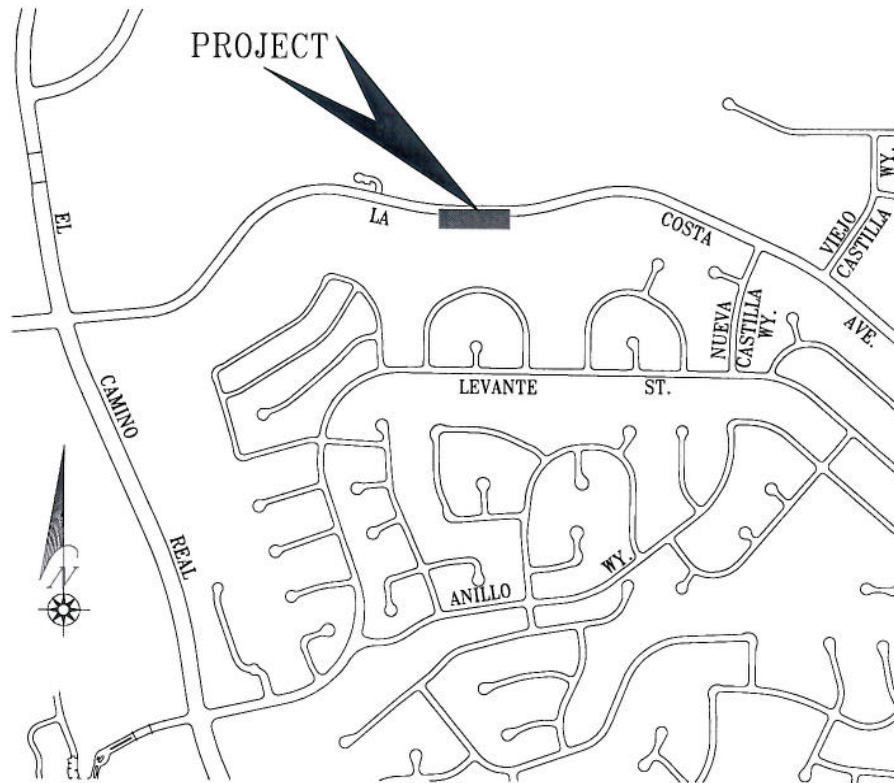 PROJECT
EL
CAMINO
REAL
LA
COSTA
AVE.
VIEJO
CASTILLA
WY.
NUEVA
CASTILLA
WY.
LEVANTE ST.
ANILLO WY.
N